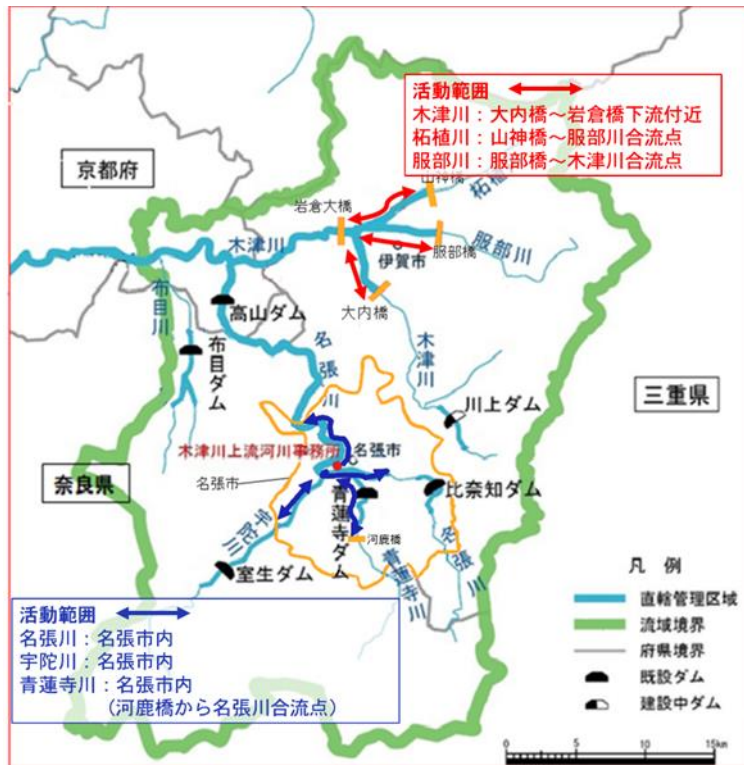 活動範囲
木津川：大内橋～岩倉橋下流付近
柘植川：山神橋～服部川合流点
服部川：服部橋～木津川合流点
京都府
山神橋
柘植
岩倉大橋
木津川
服部川
伊賀市
服部橋
布目川
高山ダム
大内橋
布目ダム
名張川
木津川
川上ダム
三重県
木津川上流河川事務所
名張市
奈良県
名張市
青蓮寺ダム
比奈知ダム
宇陀川
河鹿橋
室生ダム
青蓮寺川
名張川
活動範囲
名張川：名張市内
宇陀川：名張市内
青蓮寺川：名張市内
（河鹿橋から名張川合流点）
凡 例
直轄管理区域
流域境界
府県境界
既設ダム
建設中ダム
0 5 10 15km